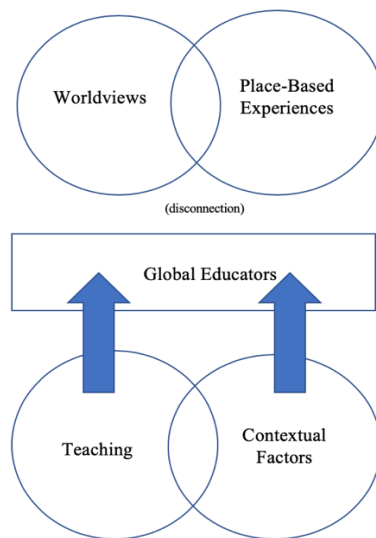 Worldviews
Place-Based
Experiences
(disconnection)
Global Educators
Teaching
Contextual
Factors